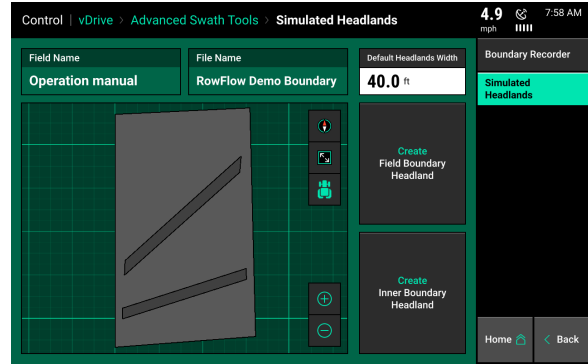 Control | vDrive > Advanced Swath Tools > Simulated Headlands
4.9
mph
7:58 AM
Field Name
Operation manual
File Name
RowFlow Demo Boundary
Default Headlands Width
40.0 ft
Boundary Recorder
Simulated
Headlands
Create
Field Boundary
Headland
Create
Inner Boundary
Headland
Home
< Back